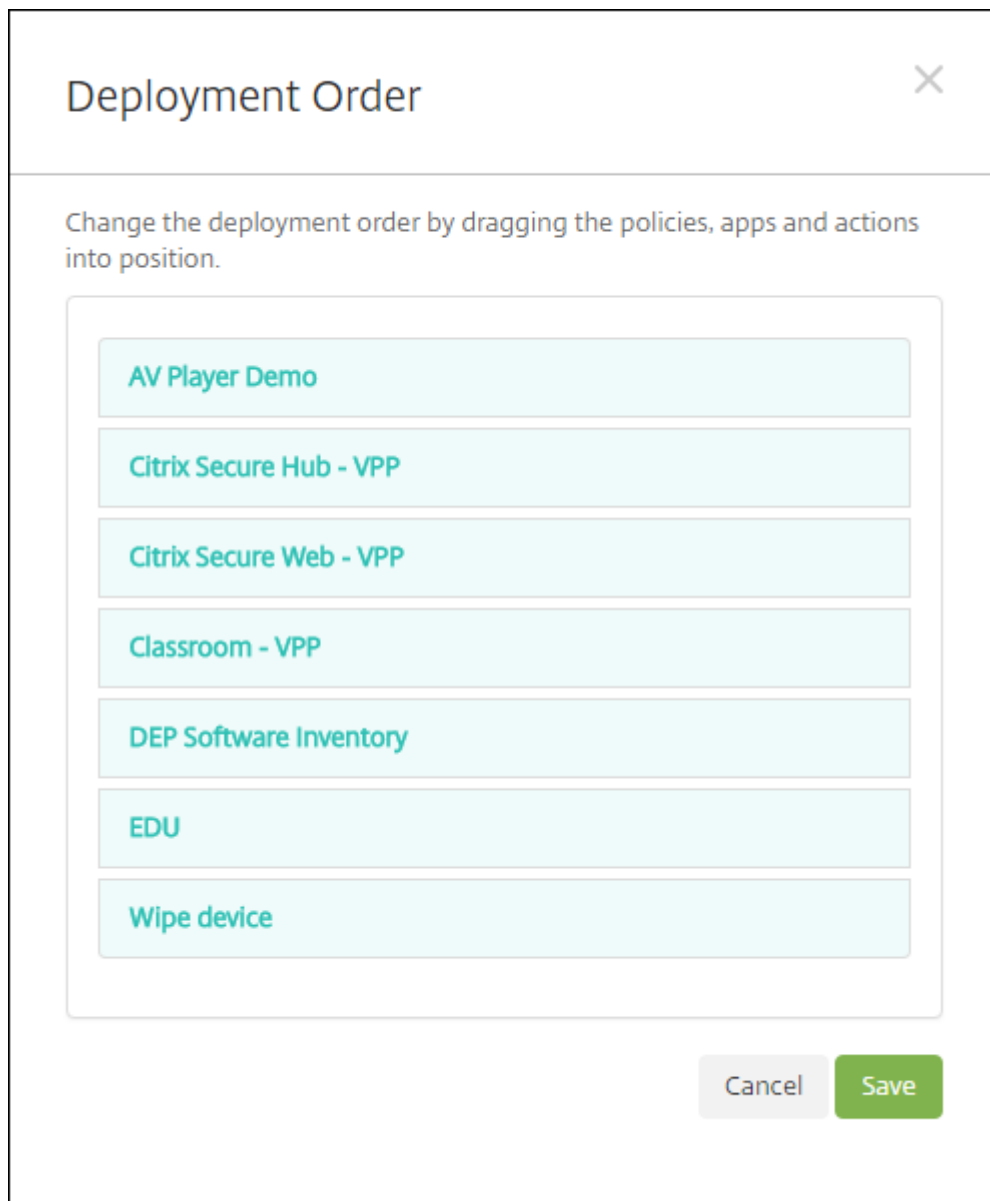 Deployment Order
Change the deployment order by dragging the policies, apps and actions
into position.
AV Player Demo
Citrix Secure Hub - VPP
Citrix Secure Web - VPP
Classroom - VPP
DEP Software Inventory
EDU
Wipe device
Cancel
Save